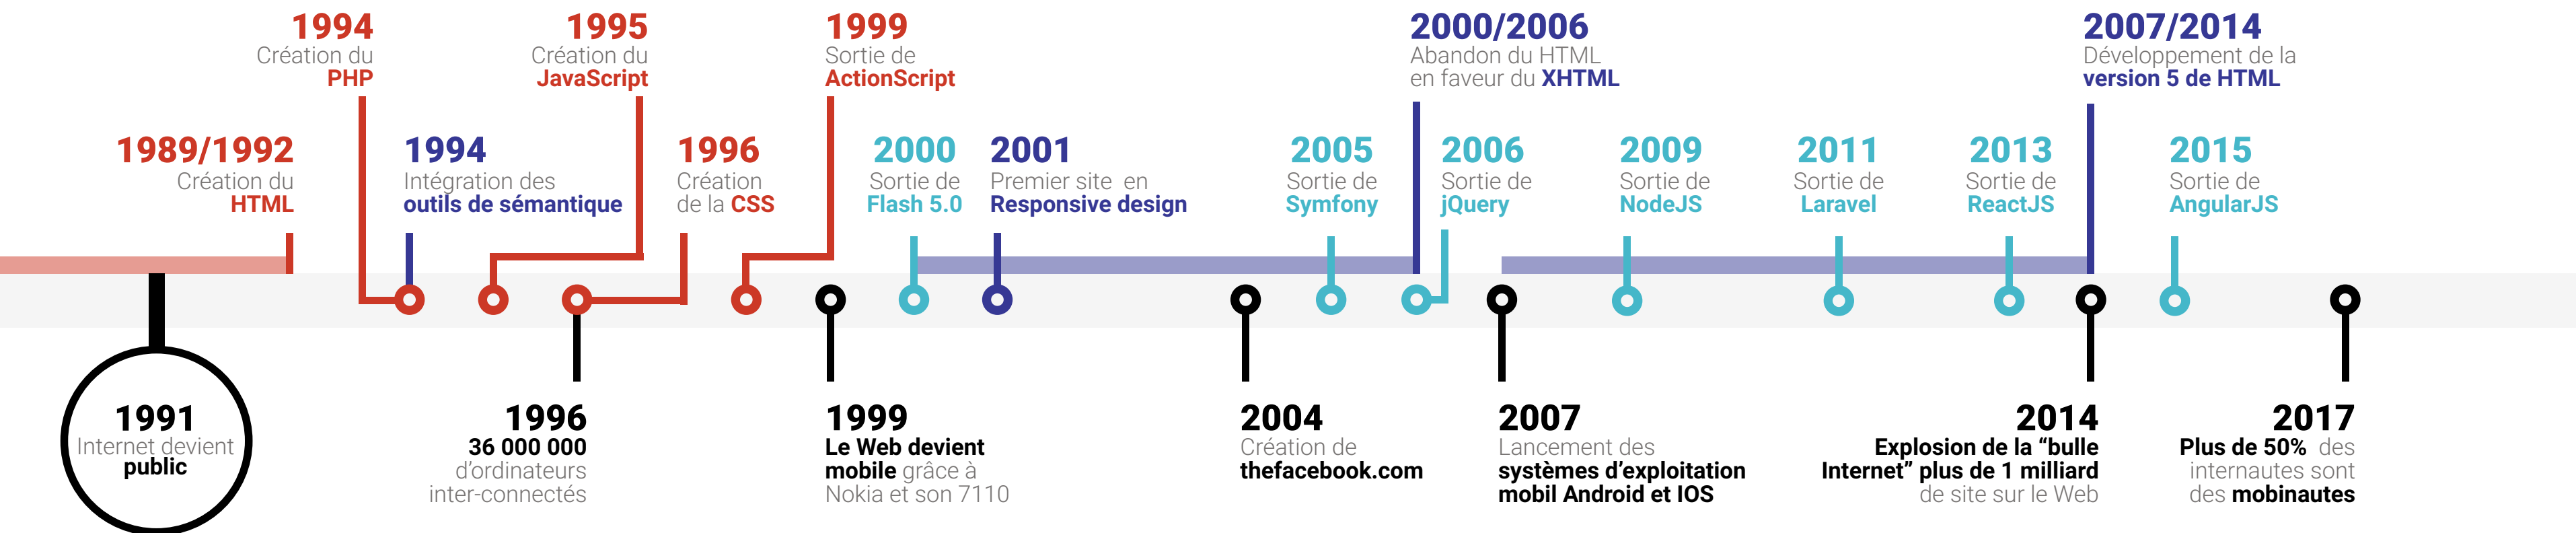 1994
Création du
PHP
1995
Création du
JavaScript
1999
Sortie de
ActionScript
2000/2006
Abandon du HTML
en faveur du XHTML
2007/2014
Développement de la
version 5 de HTML
1989/1992
Création du
HTML
1994
Intégration des
outils de sémantique
1996
Création
de la CSS
2000
Sortie de
Flash 5.0
2001
Premier site en
Responsive design
2005
Sortie de
Symfony
2006
Sortie de
jQuery
2009
Sortie de
NodeJS
2011
Sortie de
Laravel
2013
Sortie de
ReactJS
2015
Sortie de
AngularJS
1991
Internet devient
public
1996
36 000 000
d’ordinateurs
inter-connectés
1999
Le Web devient
mobile grâce à
Nokia et son 7110
2004
Création de
thefacebook.com
2007
Lancement des
systèmes d’exploitation
mobil Android et IOS
2014
Explosion de la “bulle
Internet” plus de 1 milliard
de site sur le Web
2017
Plus de 50% des
internautes sont
des mobinautes